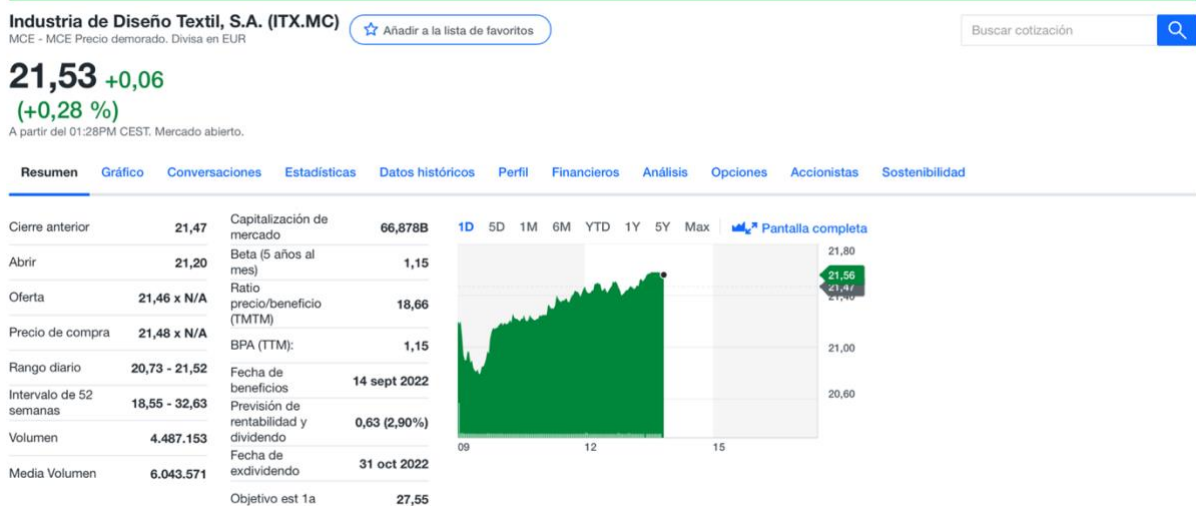 Industria de Diseño Textil, S.A. (ITX.MC)
Añadir a la lista de favoritos
Buscar cotización
MCE - MCE Precio demorado. Divisa en EUR
21,53 +0,06
(+0,28 %)
A partir del 01:28PM CEST. Mercado abierto.
Resumen Gráfico Conversaciones Estadísticas Datos históricos Perfil Financieros Análisis Opciones Accionistas Sostenibilidad
Cierre anterior 21,47
Abrir 21,20
Oferta 21,46 x N/A
Precio de compra 21,48 x N/A
Rango diario 20,73 - 21,52
Intervalo de 52
semanas 18,55 - 32,63
Volumen 4.487.153
Media Volumen 6.043.571
Capitalización de
mercado 66,878B
Beta (5 años al
mes) 1,15
Ratio
precio/beneficio 18,66
(TMTM)
BPA (TTM): 1,15
Fecha de
beneficios 14 sept 2022
Previsión de
rentabilidad y 0,63 (2,90%)
dividendo
Fecha de
exdividendo 31 oct 2022
Objetivo est 1a 27,55
1D 5D 1M 6M YTD 1Y 5Y Max Pantalla completa
21,80
21,56
21,47
21,40
21,00
20,60
09 12 15